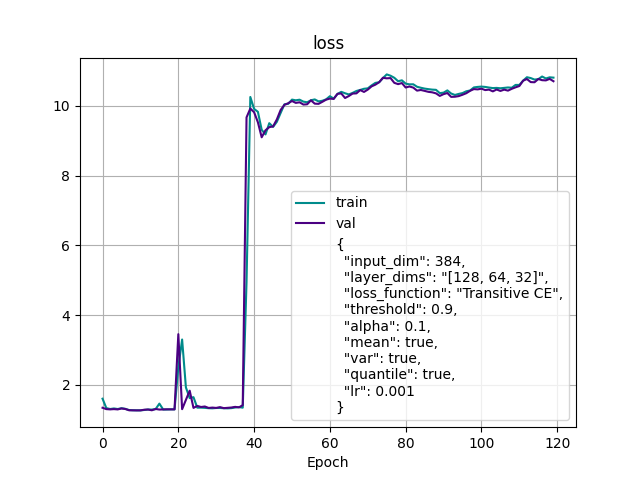 loss
10
8
6
4
2
train
val
{
"input_dim": 384,
"layer_dims": "[128, 64, 32]",
"loss_function": "Transitive CE",
"threshold": 0.9,
"alpha": 0.1,
"mean": true,
"var": true,
"quantile": true,
"lr": 0.001
}
0 20 40 60 80 100 120
Epoch